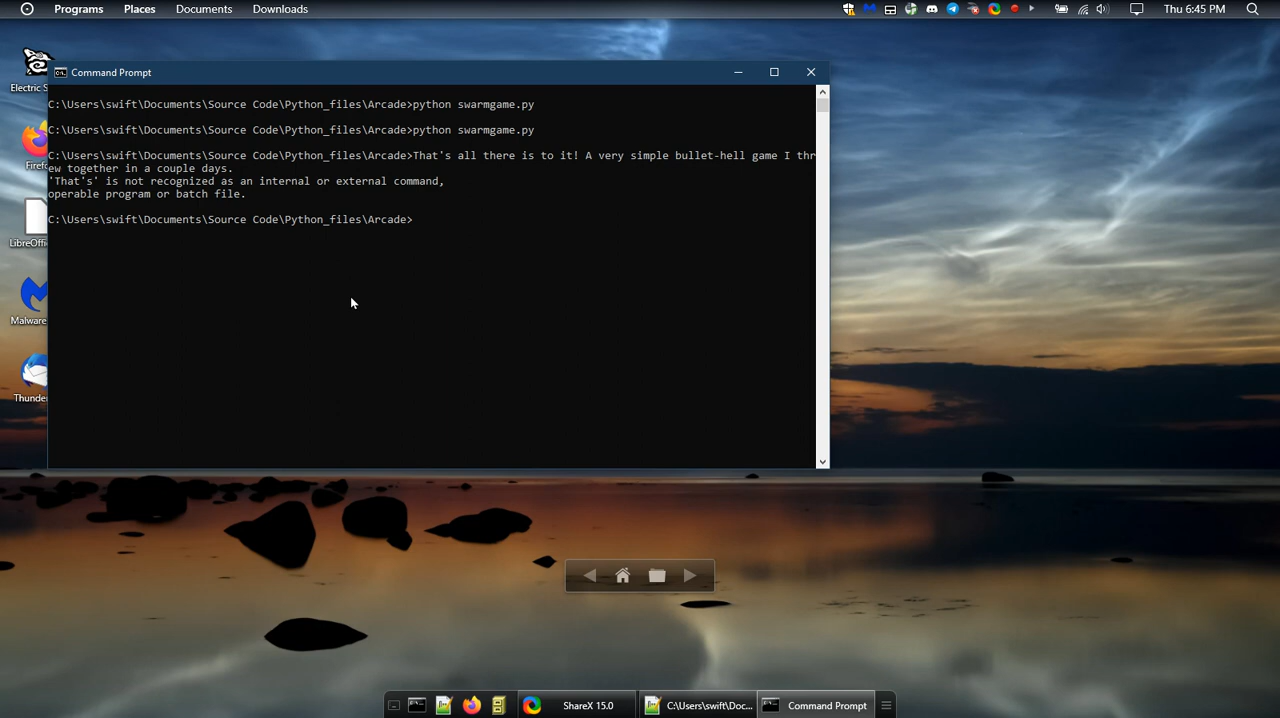 Programs Places Documents Downloads Thu 6:45 PM
Command Prompt
C:\Users\swift\Documents\Source Code\Python_files\Arcade>python swarmgame.py
C:\Users\swift\Documents\Source Code\Python_files\Arcade>python swarmgame.py
C:\Users\swift\Documents\Source Code\Python_files\Arcade>That's all there is to it! A very simple bullet-hell game I thr
ew together in a couple days.
'That's' is not recognized as an internal or external command,
operable program or batch file.
C:\Users\swift\Documents\Source Code\Python_files\Arcade>
Electric S
Firef
LibreOffi
Malware
Thunder
ShareX 15.0 C:\Users\swift\Doc... Command Prompt